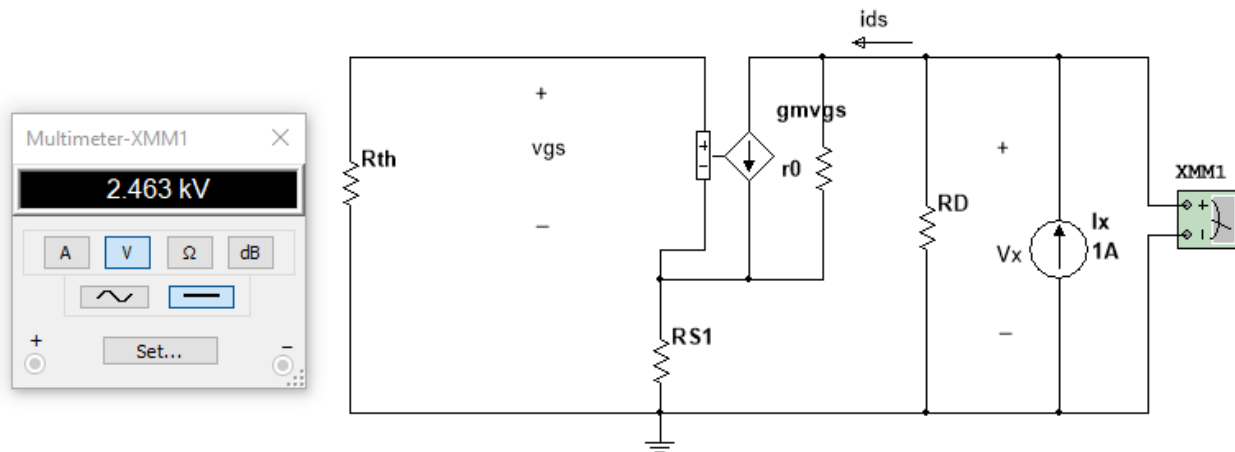 Multimeter-XMM1
2.463 kV
A V Ω dB
+ −
Set...
ids
+
vgs
−
Rth
+
−
gmvgs
r0
RS1
RD
+
Vx
−
Ix
1A
XMM1
+